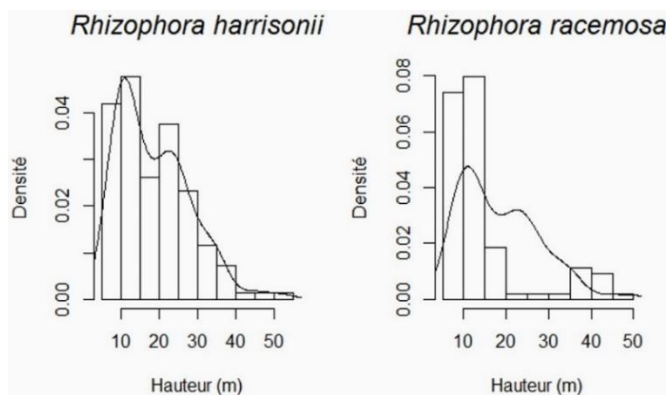 Rhizophora harrisonii
Densité
0.00 0.02 0.04
10 20 30 40 50
Hauteur (m)
Rhizophora racemosa
Densité
0.00 0.02 0.04 0.06 0.08
10 20 30 40 50
Hauteur (m)